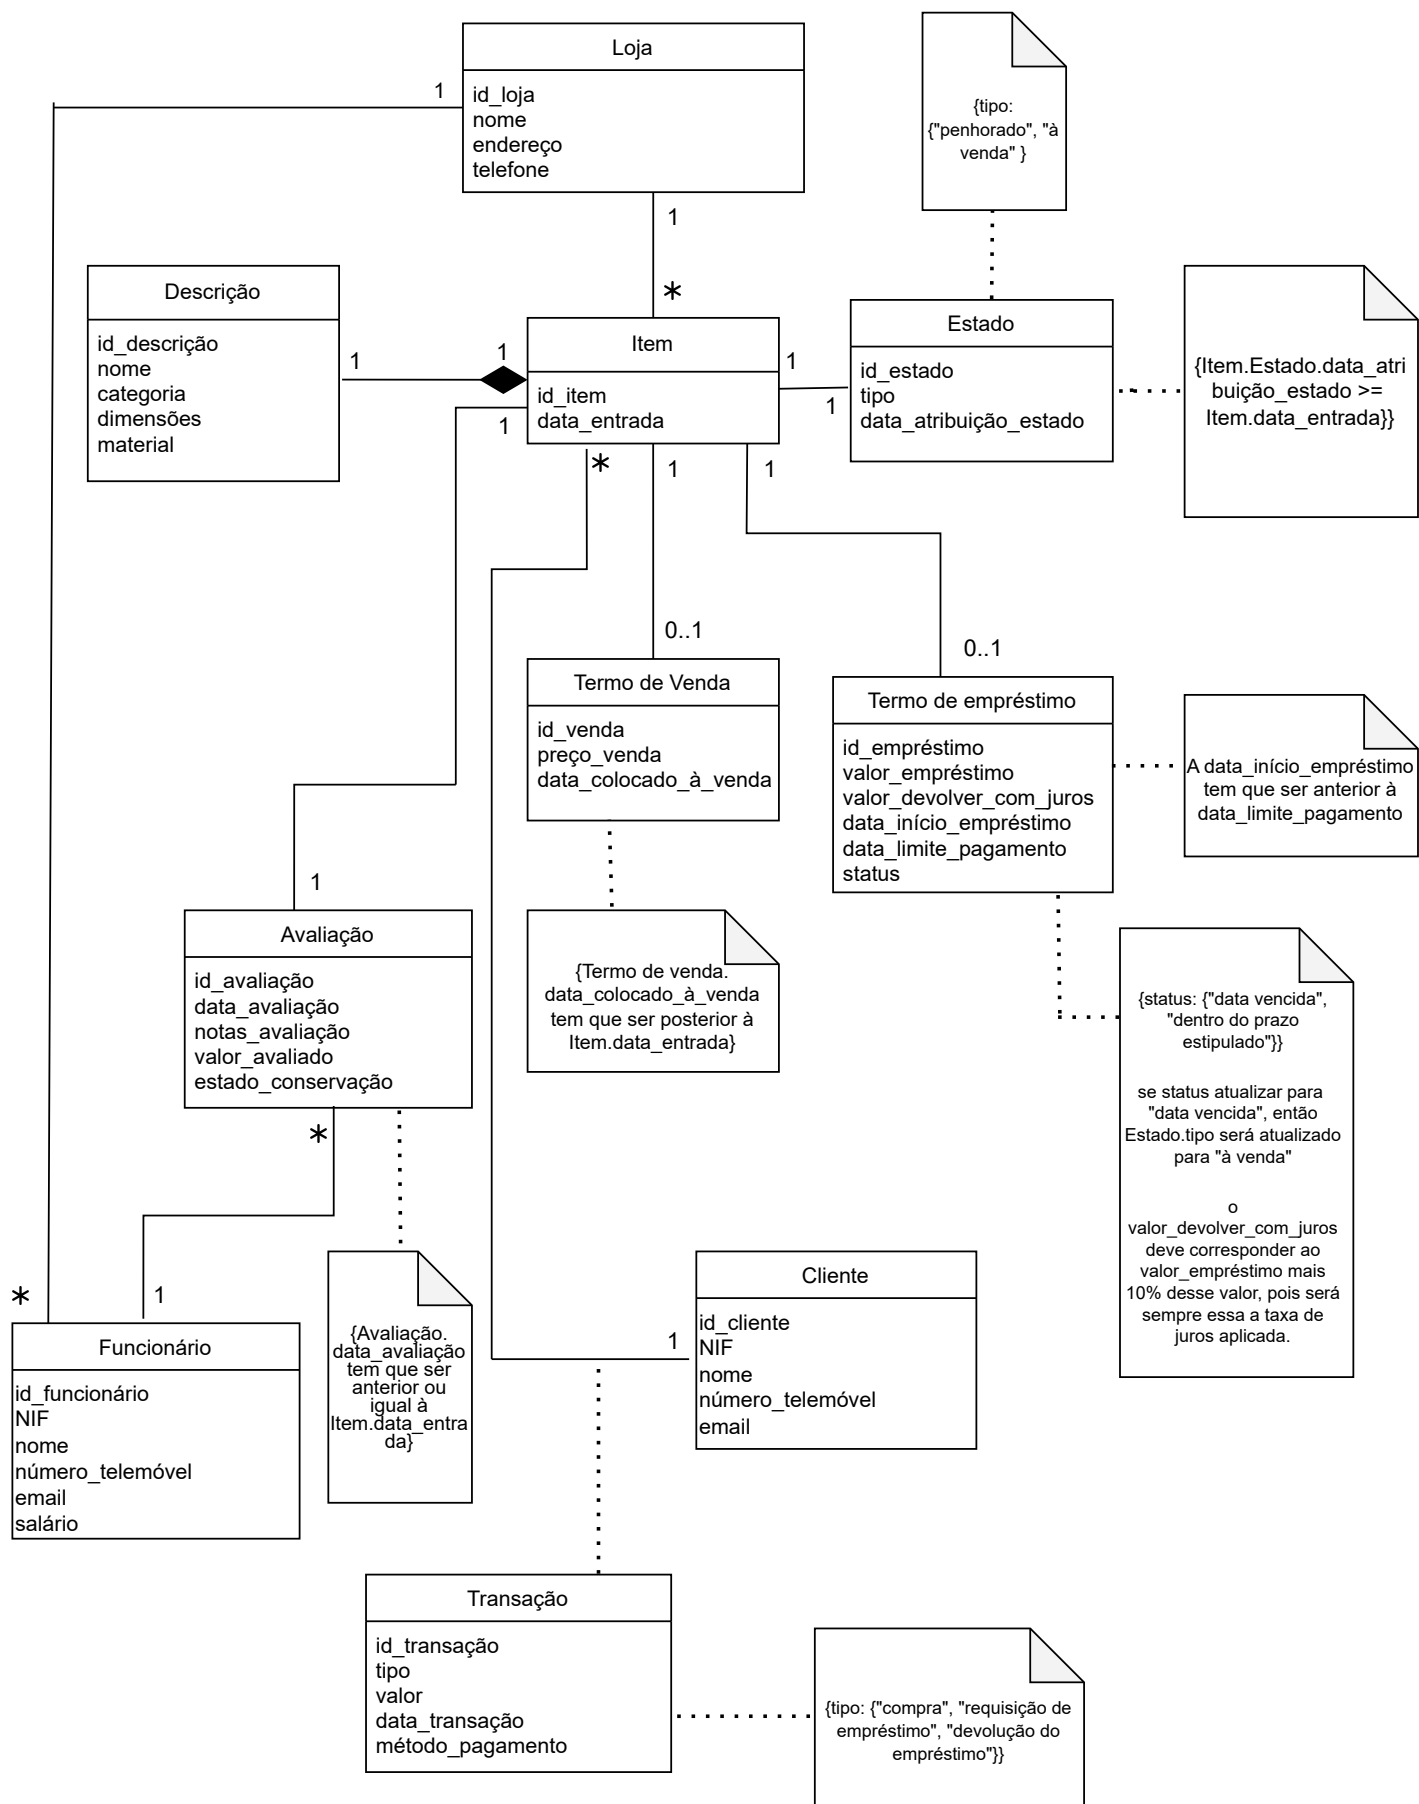 Loja
id_loja
nome
endereço
telefone
1
1
*
{tipo:
{"penhorado", "à
venda" }
Descrição
id_descrição
nome
categoria
dimensões
material
1
1
Item
id_item
data_entrada
1
1
Estado
id_estado
tipo
data_atribuição_estado
{Item.Estado.data_atri
buição_estado >=
Item.data_entrada}}
1
*
1
1
0..1
0..1
Termo de Venda
id_venda
preço_venda
data_colocado_à_venda
Termo de empréstimo
id_empréstimo
valor_empréstimo
valor_devolver_com_juros
data_início_empréstimo
data_limite_pagamento
status
A data_início_empréstimo
tem que ser anterior à
data_limite_pagamento
1
Avaliação
id_avaliação
data_avaliação
notas_avaliação
valor_avaliado
estado_conservação
{Termo de venda.
data_colocado_à_venda
tem que ser posterior à
Item.data_entrada}
{status: {"data vencida",
"dentro do prazo
estipulado"}}
se status atualizar para
"data vencida", então
Estado.tipo será atualizado
para "à venda"
o
valor_devolver_com_juros
deve corresponder ao
valor_empréstimo mais
10% desse valor, pois será
sempre essa a taxa de
juros aplicada.
*
*
1
Funcionário
id_funcionário
NIF
nome
número_telemóvel
email
salário
{Avaliação.
data_avaliação
tem que ser
anterior ou
igual à
Item.data_entra
da}
1
Cliente
id_cliente
NIF
nome
número_telemóvel
email
Transação
id_transação
tipo
valor
data_transação
método_pagamento
{tipo: {"compra", "requisição de
empréstimo", "devolução do
empréstimo"}}